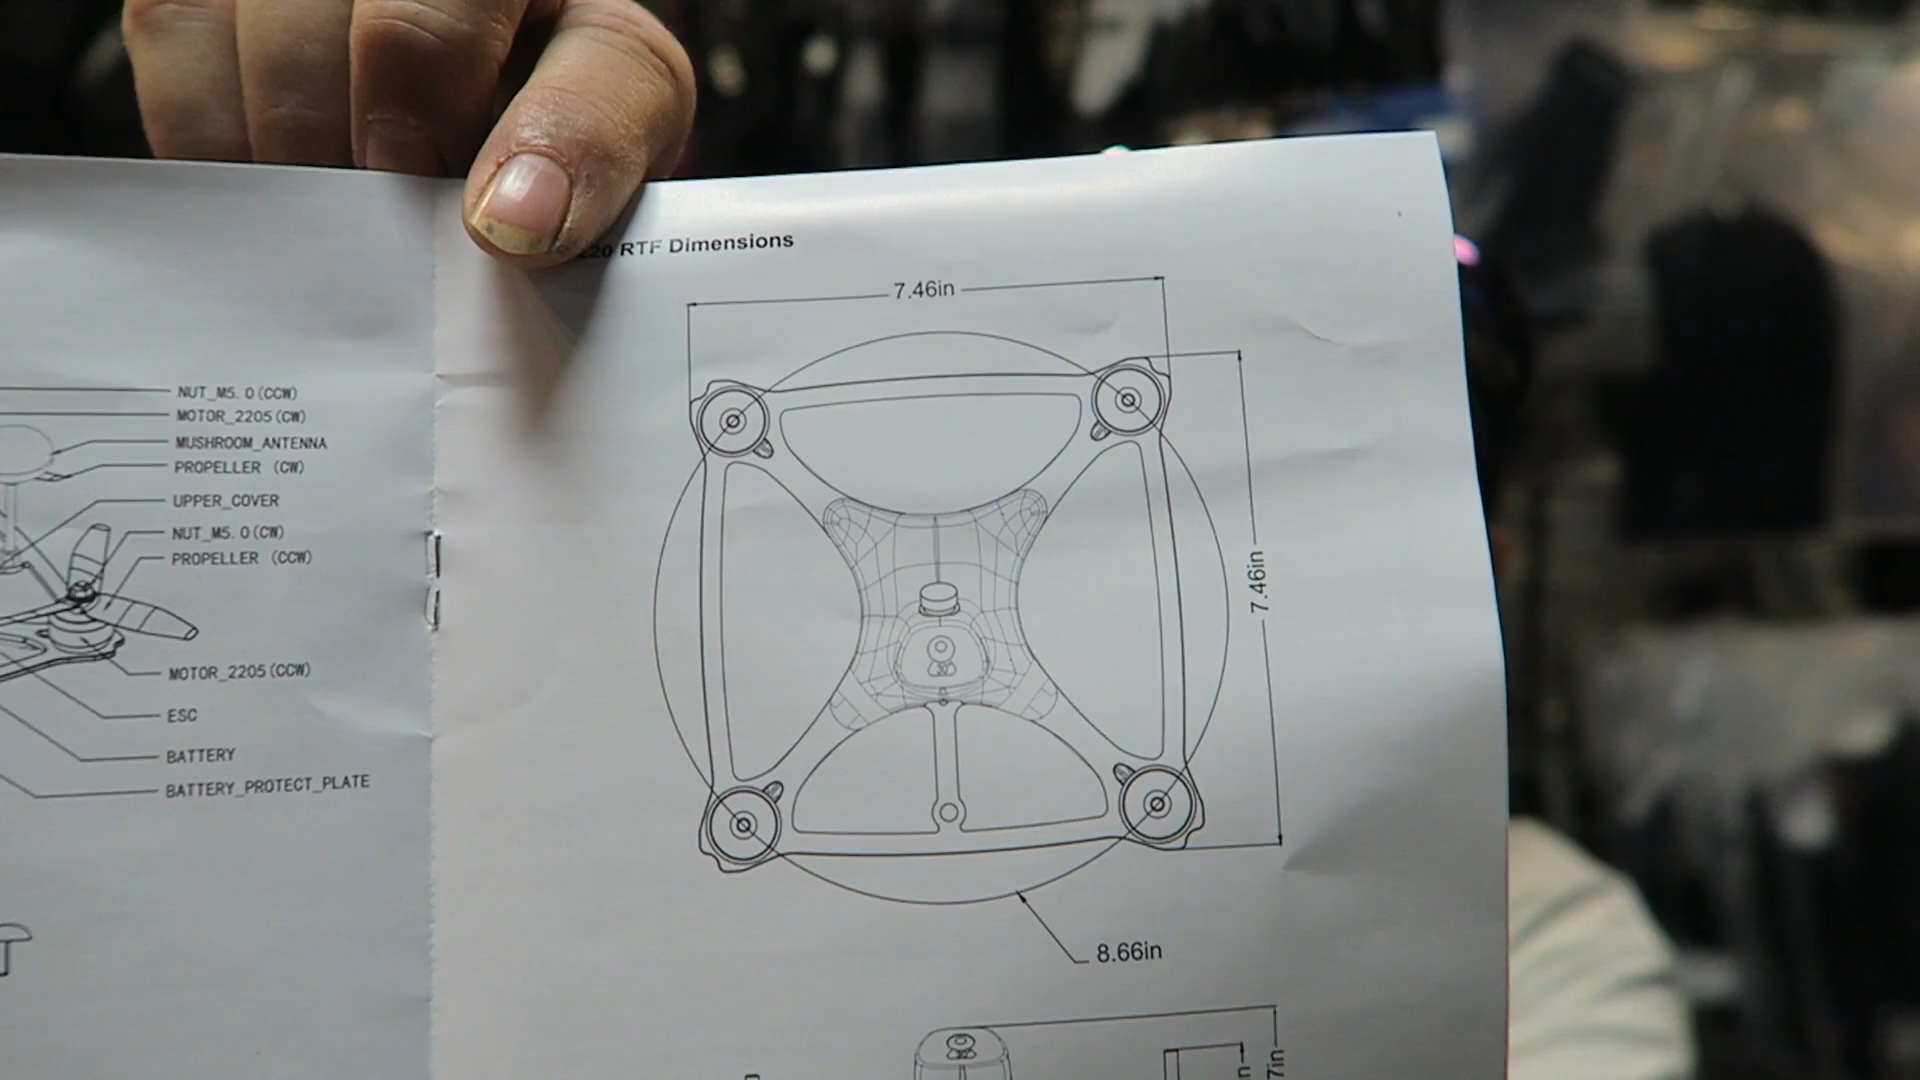 NUT_M5.0(CCW)
MOTOR_2205(CW)
MUSHROOM_ANTENNA
PROPELLER (CW)
UPPER_COVER
NUT_M5.0(CW)
PROPELLER (CCW)
MOTOR_2205(CCW)
ESC
BATTERY
BATTERY_PROTECT_PLATE
220 RTF Dimensions
7.46in
7.46in
8.66in